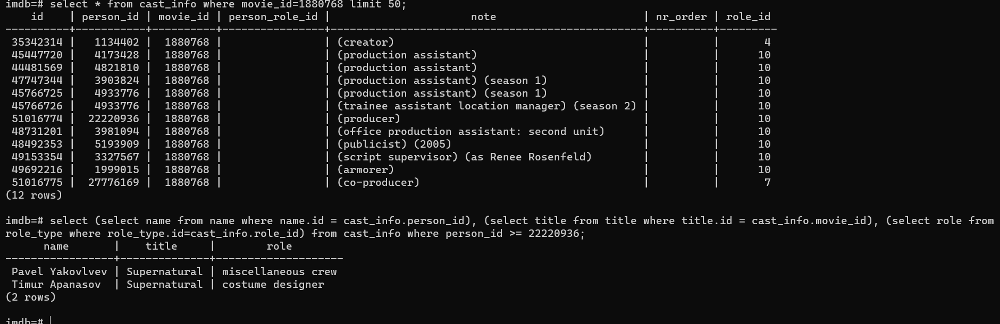 imdb=# select * from cast_info where movie_id=1880768 limit 50;
    id    | person_id | movie_id | person_role_id |                      note                       | nr_order | role_id
----------+-----------+----------+----------------+-------------------------------------------------+----------+---------
 35342314 |   1134402 |  1880768 |                | (creator)                                       |          |       4
 45447720 |   4173428 |  1880768 |                | (production assistant)                          |          |      10
 44481569 |   4821810 |  1880768 |                | (production assistant)                          |          |      10
 47747344 |   3903824 |  1880768 |                | (production assistant) (season 1)               |          |      10
 45766725 |   4933776 |  1880768 |                | (production assistant) (season 1)               |          |      10
 45766726 |   4933776 |  1880768 |                | (trainee assistant location manager) (season 2) |          |      10
 51016774 |  22220936 |  1880768 |                | (producer)                                      |          |      10
 48731201 |   3981094 |  1880768 |                | (office production assistant: second unit)      |          |      10
 48492353 |   5193909 |  1880768 |                | (publicist) (2005)                              |          |      10
 49153354 |   3327567 |  1880768 |                | (script supervisor) (as Renee Rosenfeld)        |          |      10
 49692216 |   1999015 |  1880768 |                | (armorer)                                       |          |      10
 51016775 |  27776169 |  1880768 |                | (co-producer)                                   |          |       7
(12 rows)

imdb=# select (select name from name where name.id = cast_info.person_id), (select title from title where title.id = cast_info.movie_id), (select role from
role_type where role_type.id=cast_info.role_id) from cast_info where person_id >= 22220936;
      name       |    title     |        role
-----------------+--------------+--------------------
 Pavel Yakovlvev | Supernatural | miscellaneous crew
 Timur Apanasov  | Supernatural | costume designer
(2 rows)

imdb=#